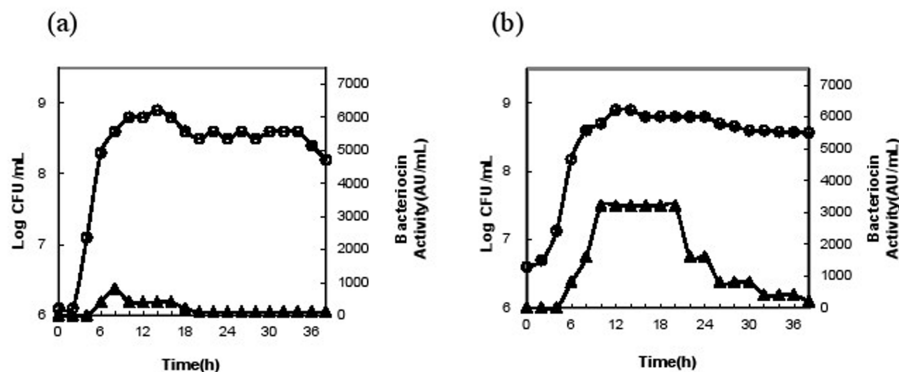 (a)
(b)
9
8
7
6
Log CFU/mL
7000
6000
5000
4000
3000
2000
1000
0
Bacteriocin
Activity(AU/mL)
0 6 12 18 24 30 36
Time(h)
9
8
7
6
Log CFU/mL
7000
6000
5000
4000
3000
2000
1000
0
Bacteriocin
Activity(AU/mL)
0 6 12 18 24 30 36
Time(h)